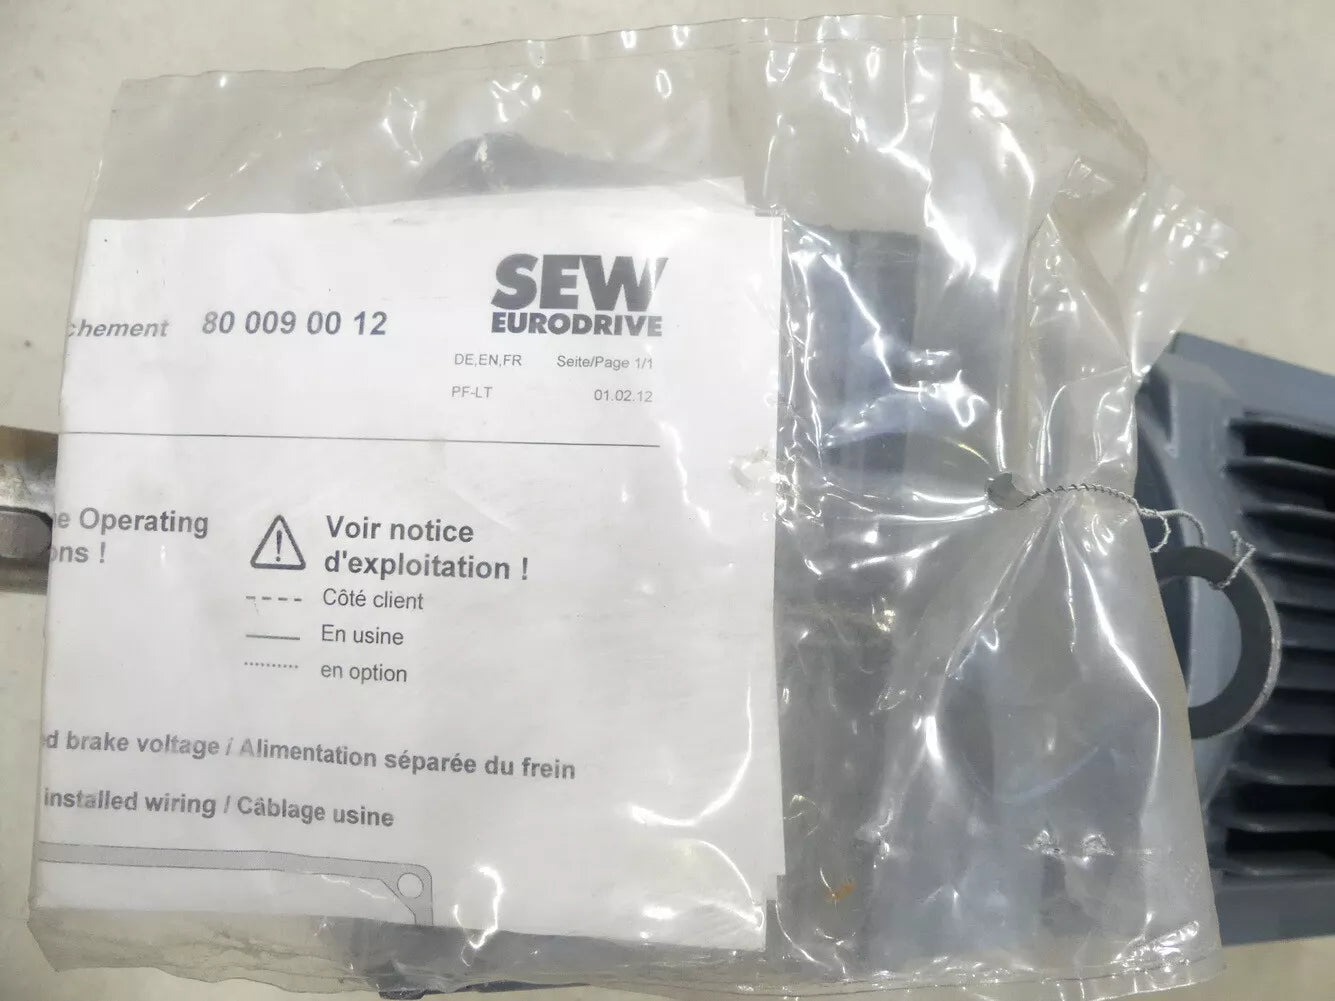 SEW
EURODRIVE
chement 80 009 00 12
DE,EN,FR Seite/Page 1/1
PF-LT 01.02.12
e Operating
ons !
Voir notice
d'exploitation !
Côté client
En usine
en option
d brake voltage / Alimentation séparée du frein
installed wiring / Câblage usine